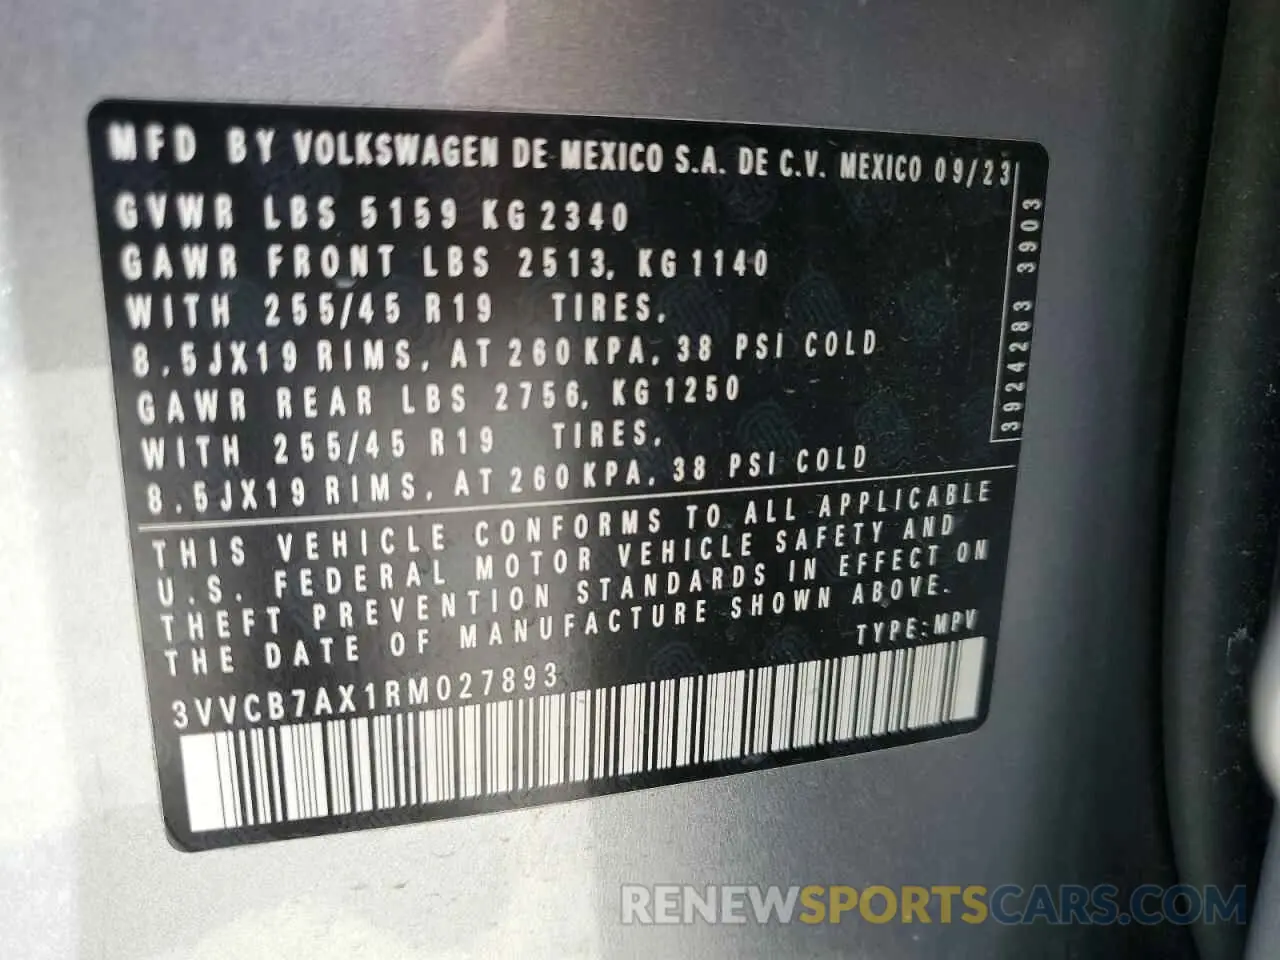 MFD BY VOLKSWAGEN DE MEXICO S.A. DE C.V. MEXICO 09/23
GVWR LBS 5159 KG 2340
GAWR FRONT LBS 2513, KG 1140
WITH 255/45 R19 TIRES,
8.5JX19 RIMS, AT 260 KPA, 38 PSI COLD
GAWR REAR LBS 2756, KG 1250
WITH 255/45 R19 TIRES,
8.5JX19 RIMS, AT 260 KPA, 38 PSI COLD
3924283 3903
THIS VEHICLE CONFORMS TO ALL APPLICABLE
U.S. FEDERAL MOTOR VEHICLE SAFETY AND
THEFT PREVENTION STANDARDS IN EFFECT ON
THE DATE OF MANUFACTURE SHOWN ABOVE.
TYPE: MPV
3VVCB7AX1RM027893
RENEWSPORTSCARS.COM